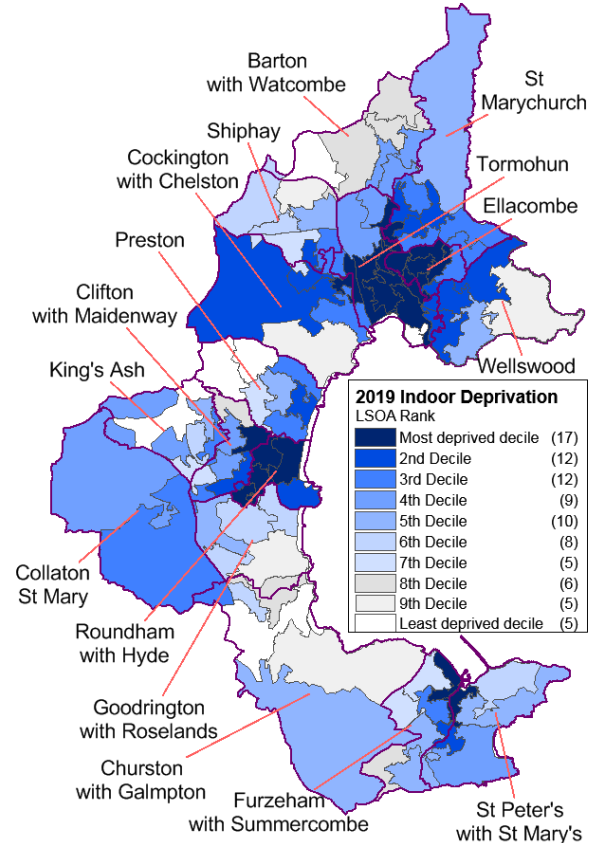 Barton
with Watcombe
St
Marychurch
Shiphay
Cockington
with Chelston
Tormohun
Ellacombe
Preston
Clifton
with Maidenway
King's Ash
Wellswood
2019 Indoor Deprivation
LSOA Rank
Most deprived decile (17)
2nd Decile (12)
3rd Decile (12)
4th Decile (9)
5th Decile (10)
6th Decile (8)
7th Decile (5)
8th Decile (6)
9th Decile (5)
Least deprived decile (5)
Collaton
St Mary
Roundham
with Hyde
Goodrington
with Roselands
Churston
with Galmpton
Furzeham
with Summercombe
St Peter's
with St Mary's